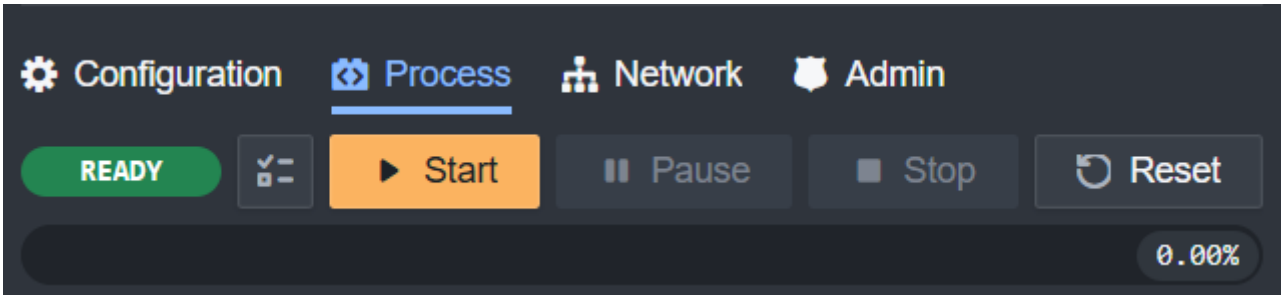 Configuration Process Network Admin
READY Start Pause Stop Reset
0.00%